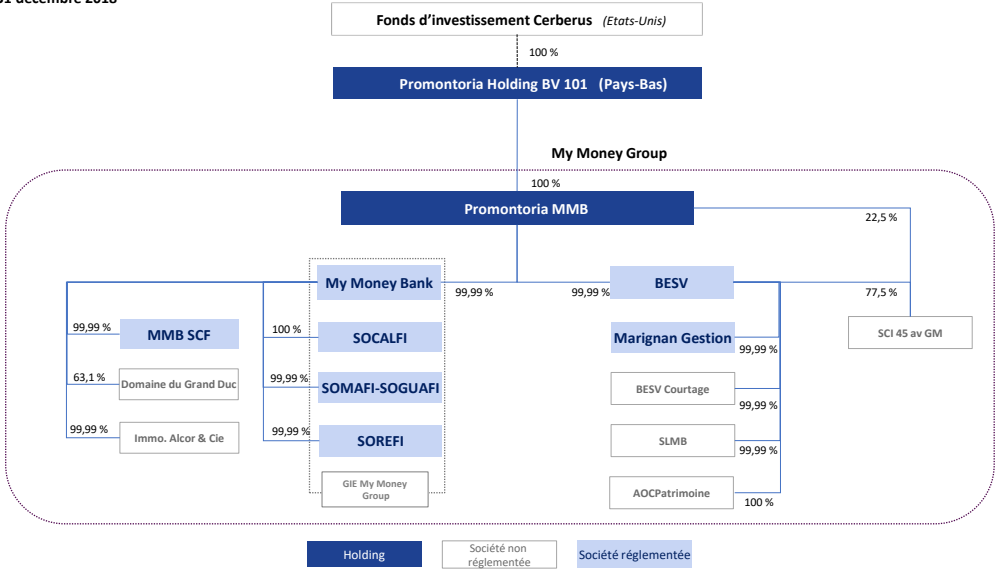 31 décembre 2018
Fonds d’investissement Cerberus (Etats-Unis)
100 %
Promontoria Holding BV 101 (Pays-Bas)
My Money Group
100 %
Promontoria MMB
22,5 %
My Money Bank
99,99 %
99,99 %
BESV
77,5 %
99,99 %
MMB SCF
100 %
SOCALFI
Marignan Gestion
99,99 %
SCI 45 av GM
63,1 %
Domaine du Grand Duc
99,99 %
SOMAFI-SOGUAFI
BESV Courtage
99,99 %
99,99 %
Immo. Alcor & Cie
99,99 %
SOREFI
SLMB
99,99 %
GIE My Money
Group
AOCPatrimoine
100 %
Holding
Société non
réglementée
Société réglementée